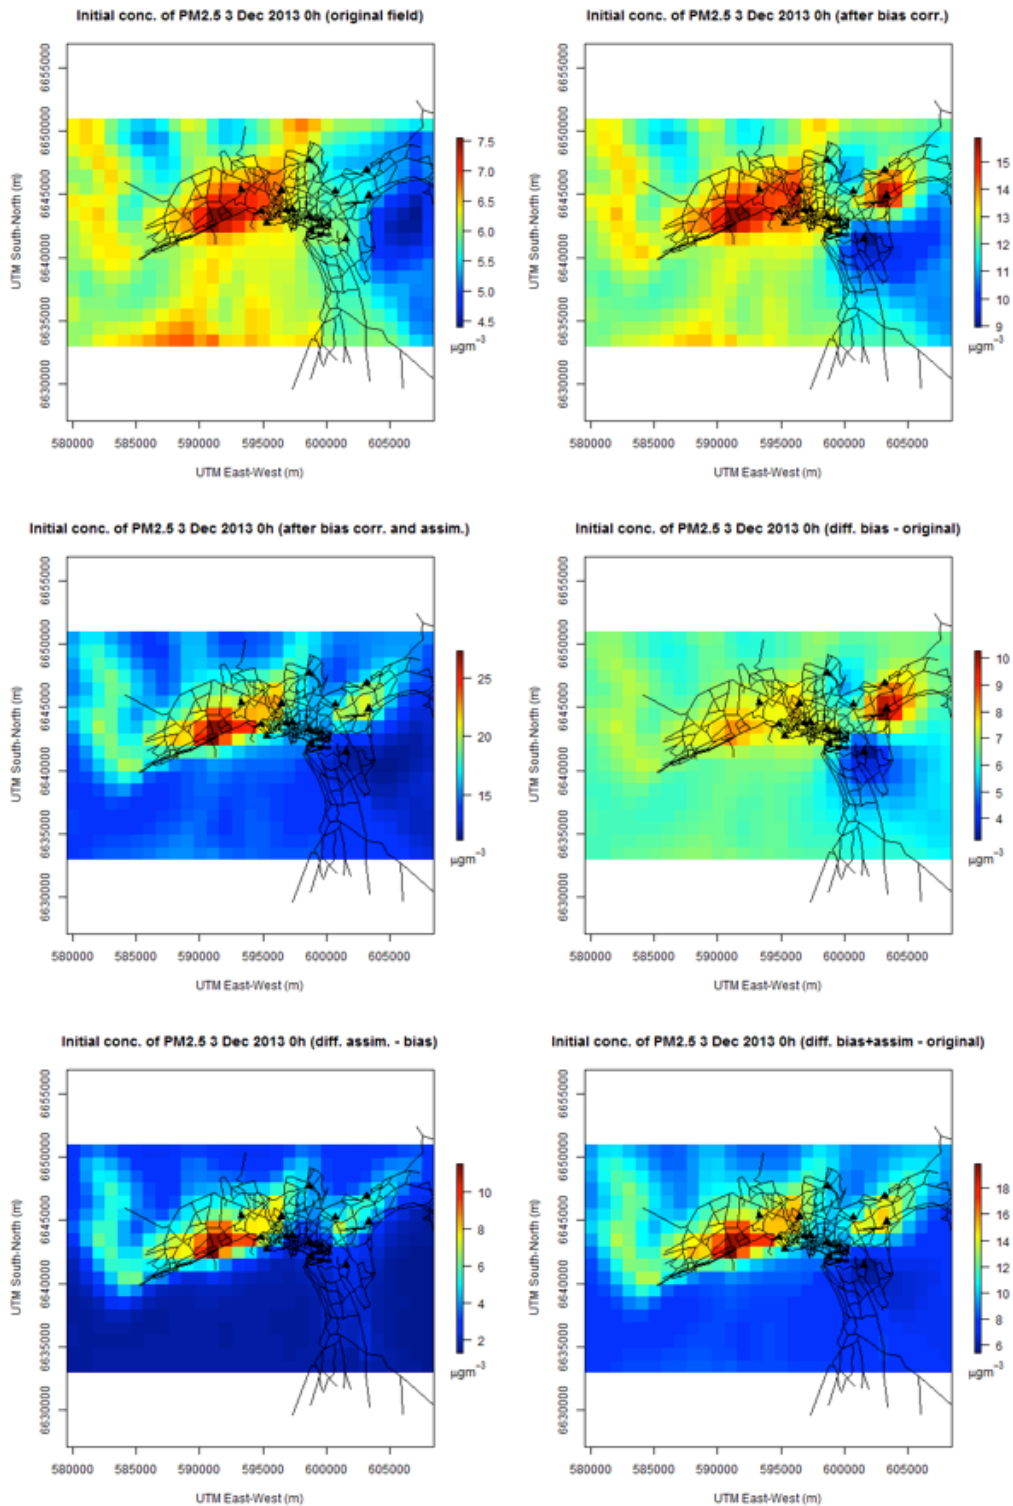 Initial conc. of PM2.5 3 Dec 2013 0h (original field)
UTM South-North (m)
6655000
6650000
6645000
6640000
6635000
6630000
580000 585000 590000 595000 600000 605000
UTM East-West (m)
7.5
7.0
6.5
6.0
5.5
5.0
4.5
µgm⁻³
Initial conc. of PM2.5 3 Dec 2013 0h (after bias corr.)
UTM South-North (m)
6655000
6650000
6645000
6640000
6635000
6630000
580000 585000 590000 595000 600000 605000
UTM East-West (m)
15
14
13
12
11
10
9
µgm⁻³
Initial conc. of PM2.5 3 Dec 2013 0h (after bias corr. and assim.)
UTM South-North (m)
6655000
6650000
6645000
6640000
6635000
6630000
580000 585000 590000 595000 600000 605000
UTM East-West (m)
25
20
15
µgm⁻³
Initial conc. of PM2.5 3 Dec 2013 0h (diff. bias - original)
UTM South-North (m)
6655000
6650000
6645000
6640000
6635000
6630000
580000 585000 590000 595000 600000 605000
UTM East-West (m)
10
9
8
7
6
5
4
µgm⁻³
Initial conc. of PM2.5 3 Dec 2013 0h (diff. assim. - bias)
UTM South-North (m)
6655000
6650000
6645000
6640000
6635000
6630000
580000 585000 590000 595000 600000 605000
UTM East-West (m)
10
8
6
4
2
µgm⁻³
Initial conc. of PM2.5 3 Dec 2013 0h (diff. bias+assim - original)
UTM South-North (m)
6655000
6650000
6645000
6640000
6635000
6630000
580000 585000 590000 595000 600000 605000
UTM East-West (m)
18
16
14
12
10
8
6
µgm⁻³